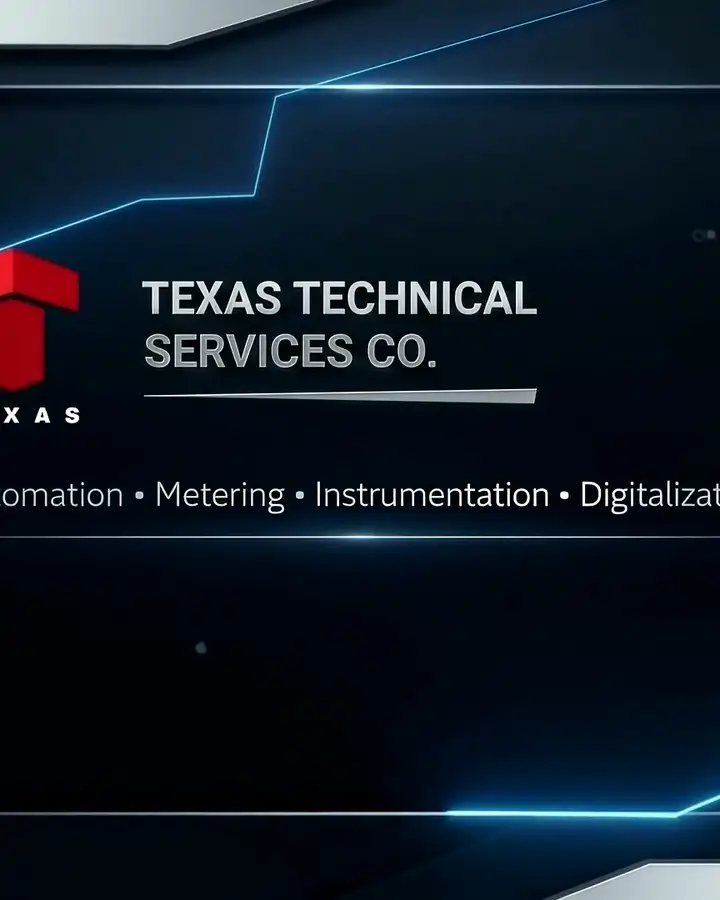 TEXAS TECHNICAL
SERVICES CO.
XAS
omation • Metering • Instrumentation • Digitalizat